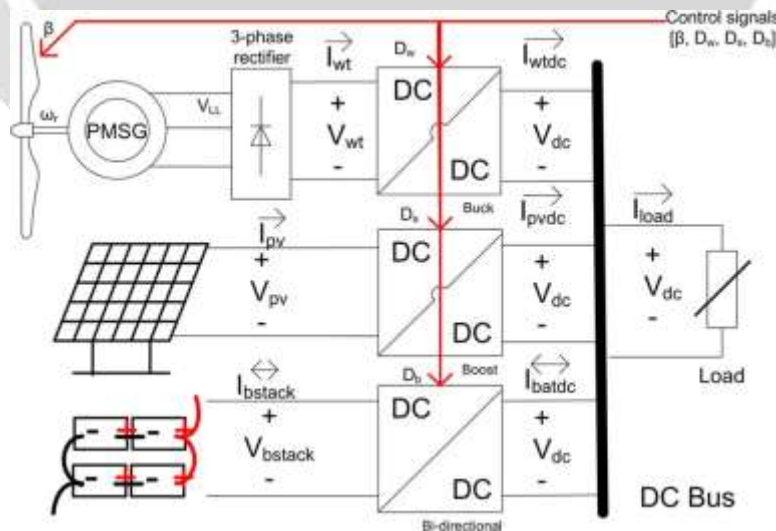 Control signals
[β, Dw, Ds, Db]
β
3-phase
rectifier
Iwt
Dw
Iwtdc
ωr
PMSG
VLL
+
Vwt
-
DC
DC
+
Vdc
-
Buck
Ipv
Ds
Ipvdc
Iload
+
Vpv
-
DC
DC
+
Vdc
-
+
Vdc
-
Load
Boost
Ibstack
Db
Ibatdc
- + - +
- + - +
+
Vbstack
-
DC
DC
+
Vdc
-
DC Bus
Bi-directional